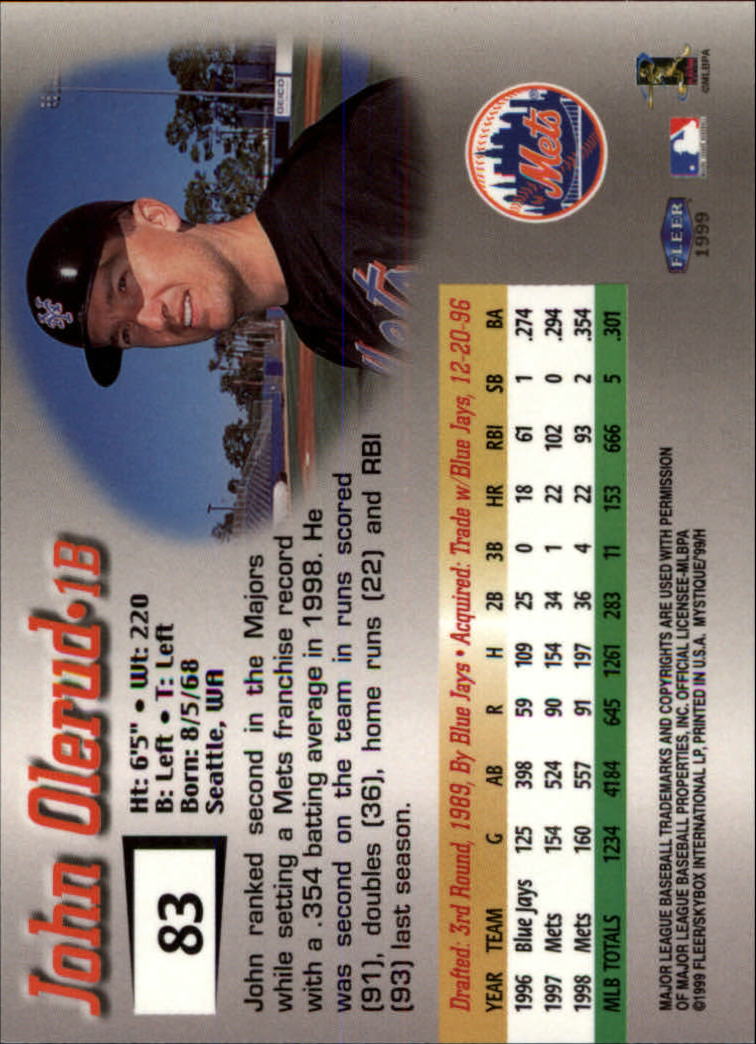 John Olerud•1B
83
Ht: 6'5" • Wt: 220
B: Left • T: Left
Born: 8/5/68
Seattle, WA
John ranked second in the Majors
while setting a Mets franchise record
with a .354 batting average in 1998. He
was second on the team in runs scored
(91), doubles (36), home runs (22) and RBI
(93) last season.
GEICO
Mets
Drafted: 3rd Round, 1989, By Blue Jays • Acquired: Trade w/Blue Jays, 12-20-96
YEAR TEAM G AB R H 2B 3B HR RBI SB BA
1996 Blue Jays 125 398 59 109 25 0 18 61 1 .274
1997 Mets 154 524 90 154 34 1 22 102 0 .294
1998 Mets 160 557 91 197 36 4 22 93 2 .354
MLB TOTALS 1234 4184 645 1261 283 11 153 666 5 .301
Mets
MAJOR LEAGUE BASEBALL TRADEMARKS AND COPYRIGHTS ARE USED WITH PERMISSION
OF MAJOR LEAGUE BASEBALL PROPERTIES, INC. OFFICIAL LICENSEE-MLBPA
©1999 FLEER/SKYBOX INTERNATIONAL LP, PRINTED IN U.S.A. MYSTIQUE/'99/H
FLEER
1999
©MLBPA